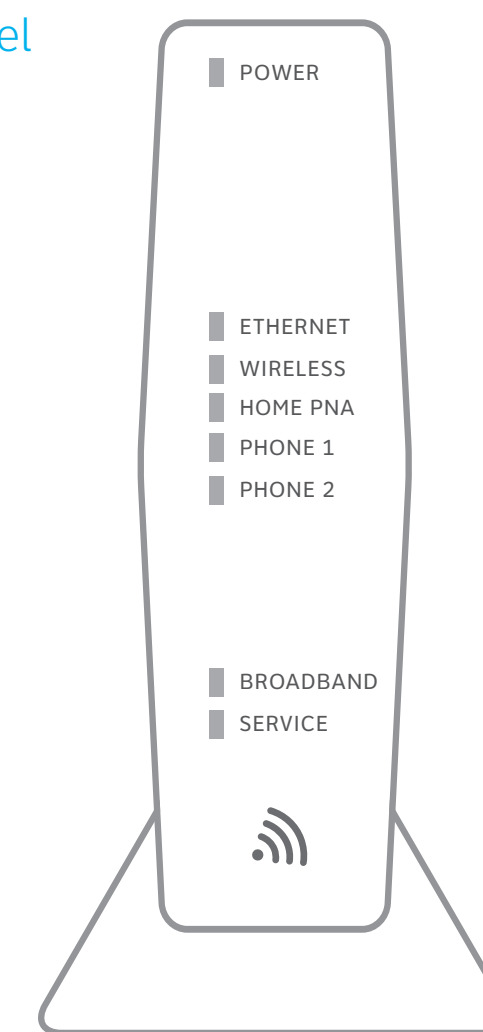 el
POWER
ETHERNET
WIRELESS
HOME PNA
PHONE 1
PHONE 2
BROADBAND
SERVICE